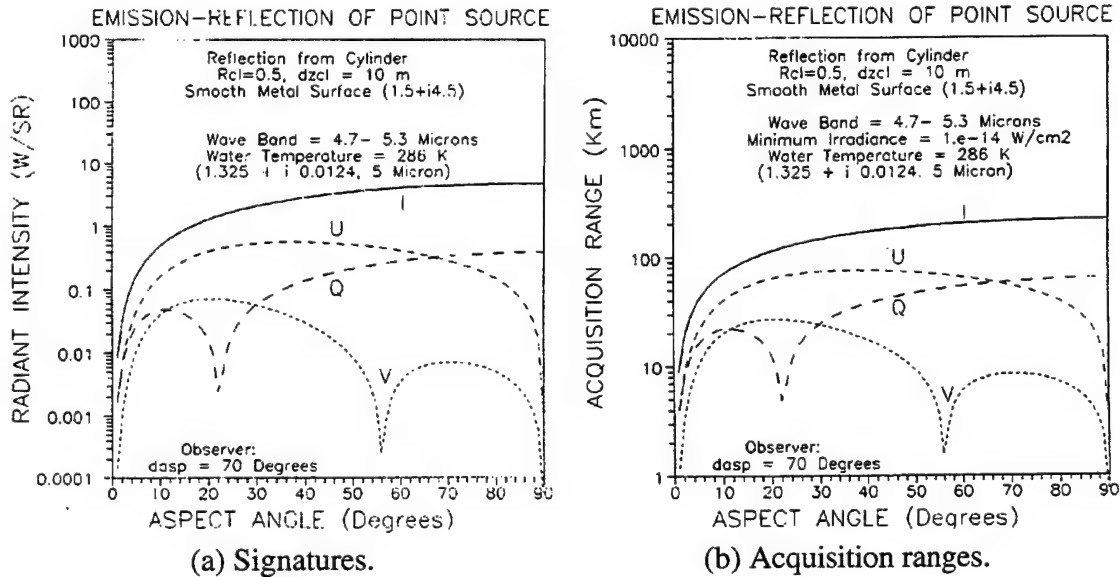 EMISSION-REFLECTION OF POINT SOURCE
1000
100
10
1
0.1
0.01
0.001
0.0001
RADIANT INTENSITY (W/SR)
Reflection from Cylinder
Rcl=0.5, dzcl = 10 m
Smooth Metal Surface (1.5+i4.5)
Wave Band = 4.7- 5.3 Microns
Water Temperature = 286 K
(1.325 + i 0.0124, 5 Micron)
I
U
Q
V
Observer:
dasp = 70 Degrees
0 10 20 30 40 50 60 70 80 90
ASPECT ANGLE (Degrees)
(a) Signatures.
EMISSION-REFLECTION OF POINT SOURCE
10000
1000
100
10
1
ACQUISITION RANGE (Km)
Reflection from Cylinder
Rcl=0.5, dzcl = 10 m
Smooth Metal Surface (1.5+i4.5)
Wave Band = 4.7- 5.3 Microns
Minimum Irradiance = 1.e-14 W/cm2
Water Temperature = 286 K
(1.325 + i 0.0124. 5 Micron)
I
U
Q
V
Observer:
dasp = 70 Degrees
0 10 20 30 40 50 60 70 80 90
ASPECT ANGLE (Degrees)
(b) Acquisition ranges.